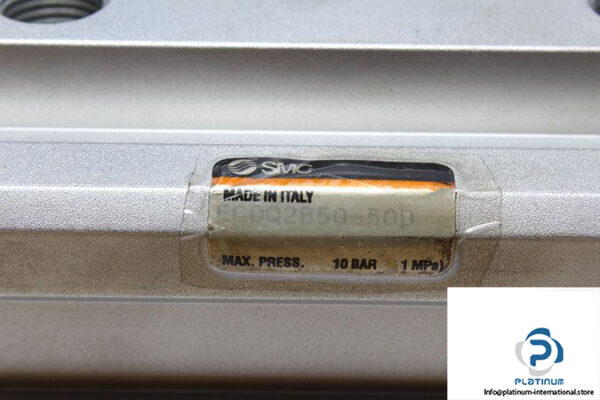 SMC
MADE IN ITALY
ECDQ2B50-50D
MAX. PRESS. 10 BAR 1 MPa)
PLATINUM
Info@platinum-international.store